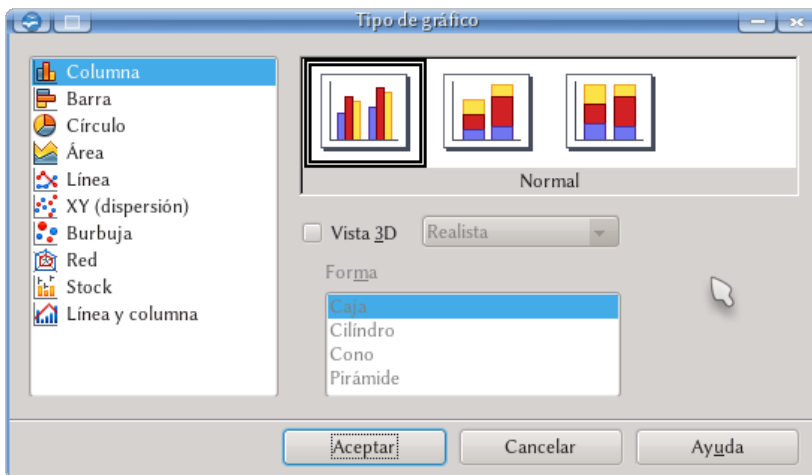 Tipo de gráfico
Columna
Barra
Círculo
Área
Línea
XY (dispersión)
Burbuja
Red
Stock
Línea y columna
Normal
Vista 3D
Realista
Forma
Caja
Cilíndro
Cono
Pirámide
Aceptar
Cancelar
Ayuda